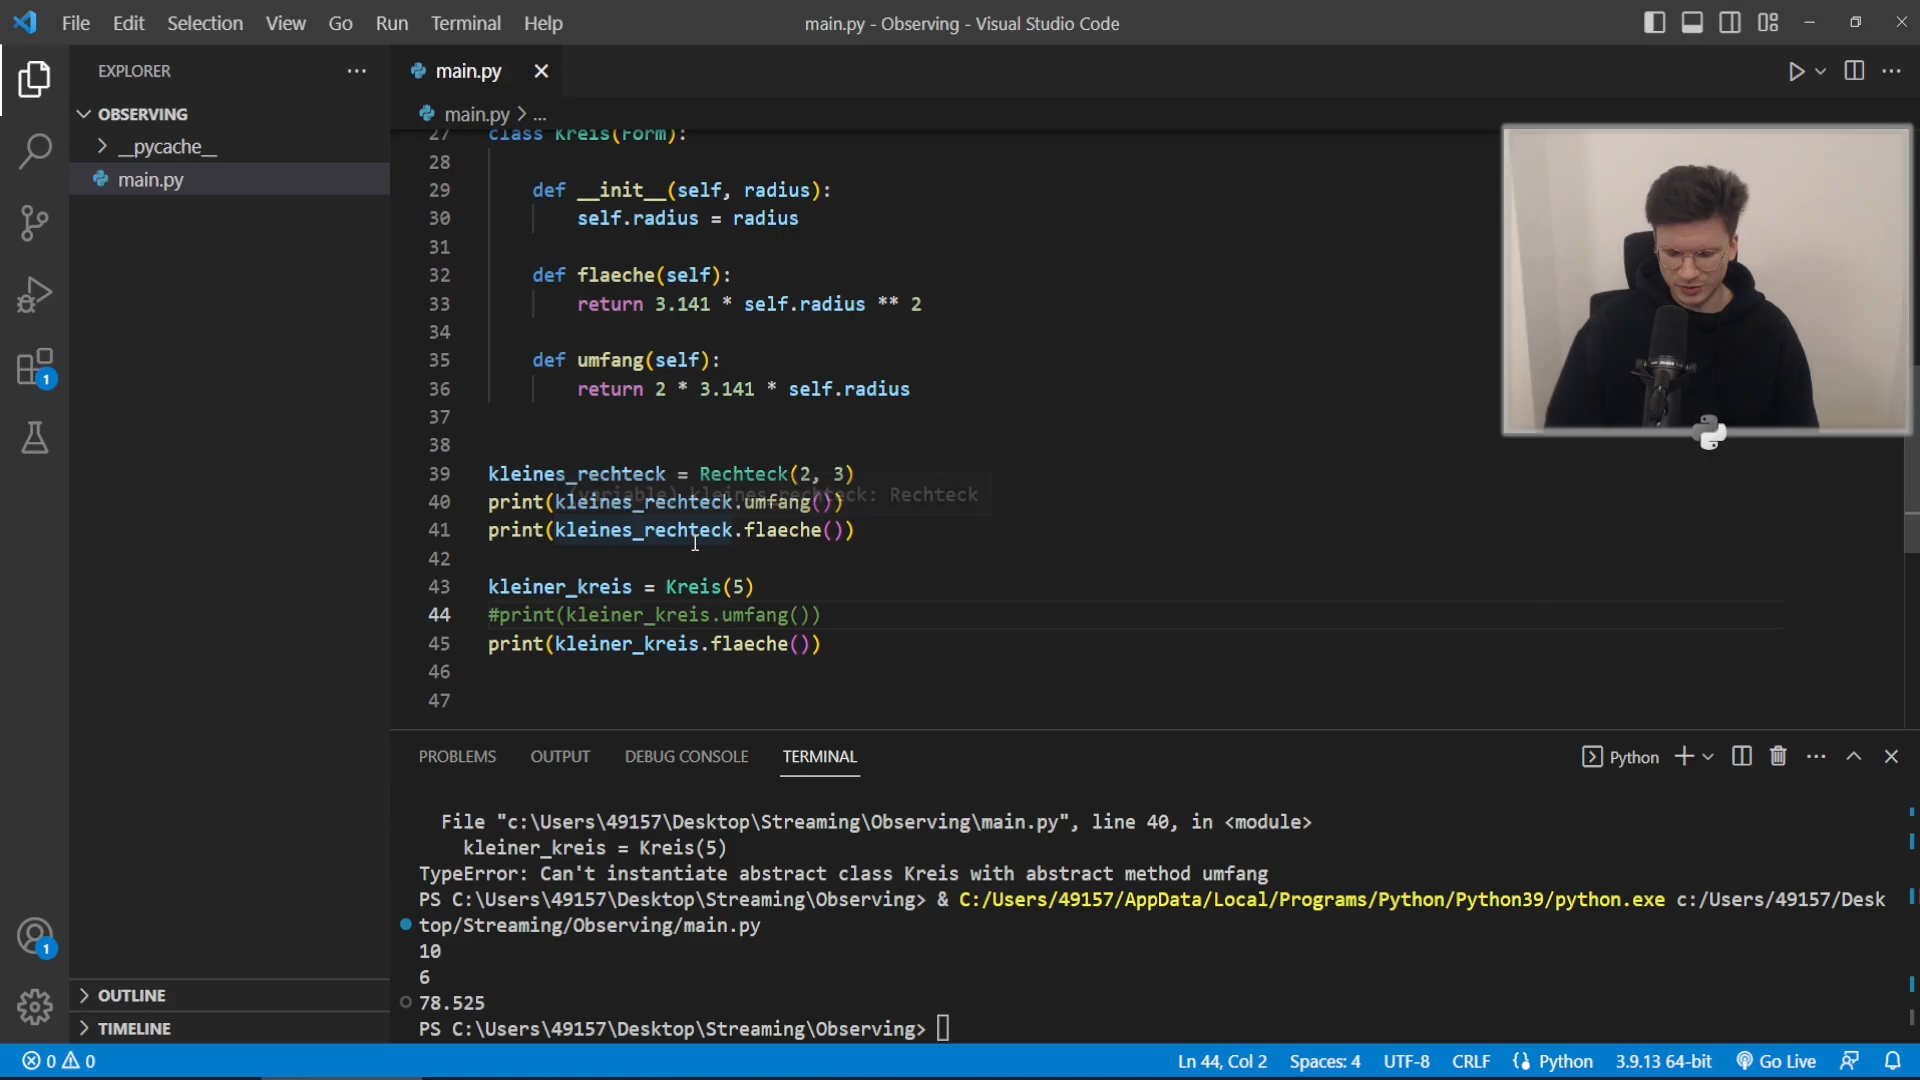 File Edit Selection View Go Run Terminal Help
main.py - Observing - Visual Studio Code
EXPLORER
OBSERVING
__pycache__
main.py
OUTLINE
TIMELINE
main.py
main.py > ...
27 class Kreis(Form):
28
29 def __init__(self, radius):
30 self.radius = radius
31
32 def flaeche(self):
33 return 3.141 * self.radius ** 2
34
35 def umfang(self):
36 return 2 * 3.141 * self.radius
37
38
39 kleines_rechteck = Rechteck(2, 3)
(variable) kleines_rechteck: Rechteck
40 print(kleines_rechteck.umfang())
41 print(kleines_rechteck.flaeche())
42
43 kleiner_kreis = Kreis(5)
44 #print(kleiner_kreis.umfang())
45 print(kleiner_kreis.flaeche())
46
47
PROBLEMS OUTPUT DEBUG CONSOLE TERMINAL
Python
File "c:\Users\49157\Desktop\Streaming\Observing\main.py", line 40, in <module>
kleiner_kreis = Kreis(5)
TypeError: Can't instantiate abstract class Kreis with abstract method umfang
PS C:\Users\49157\Desktop\Streaming\Observing> & C:/Users/49157/AppData/Local/Programs/Python/Python39/python.exe c:/Users/49157/Desk
top/Streaming/Observing/main.py
10
6
78.525
PS C:\Users\49157\Desktop\Streaming\Observing>
1
1
0 0
Ln 44, Col 2 Spaces: 4 UTF-8 CRLF Python 3.9.13 64-bit Go Live